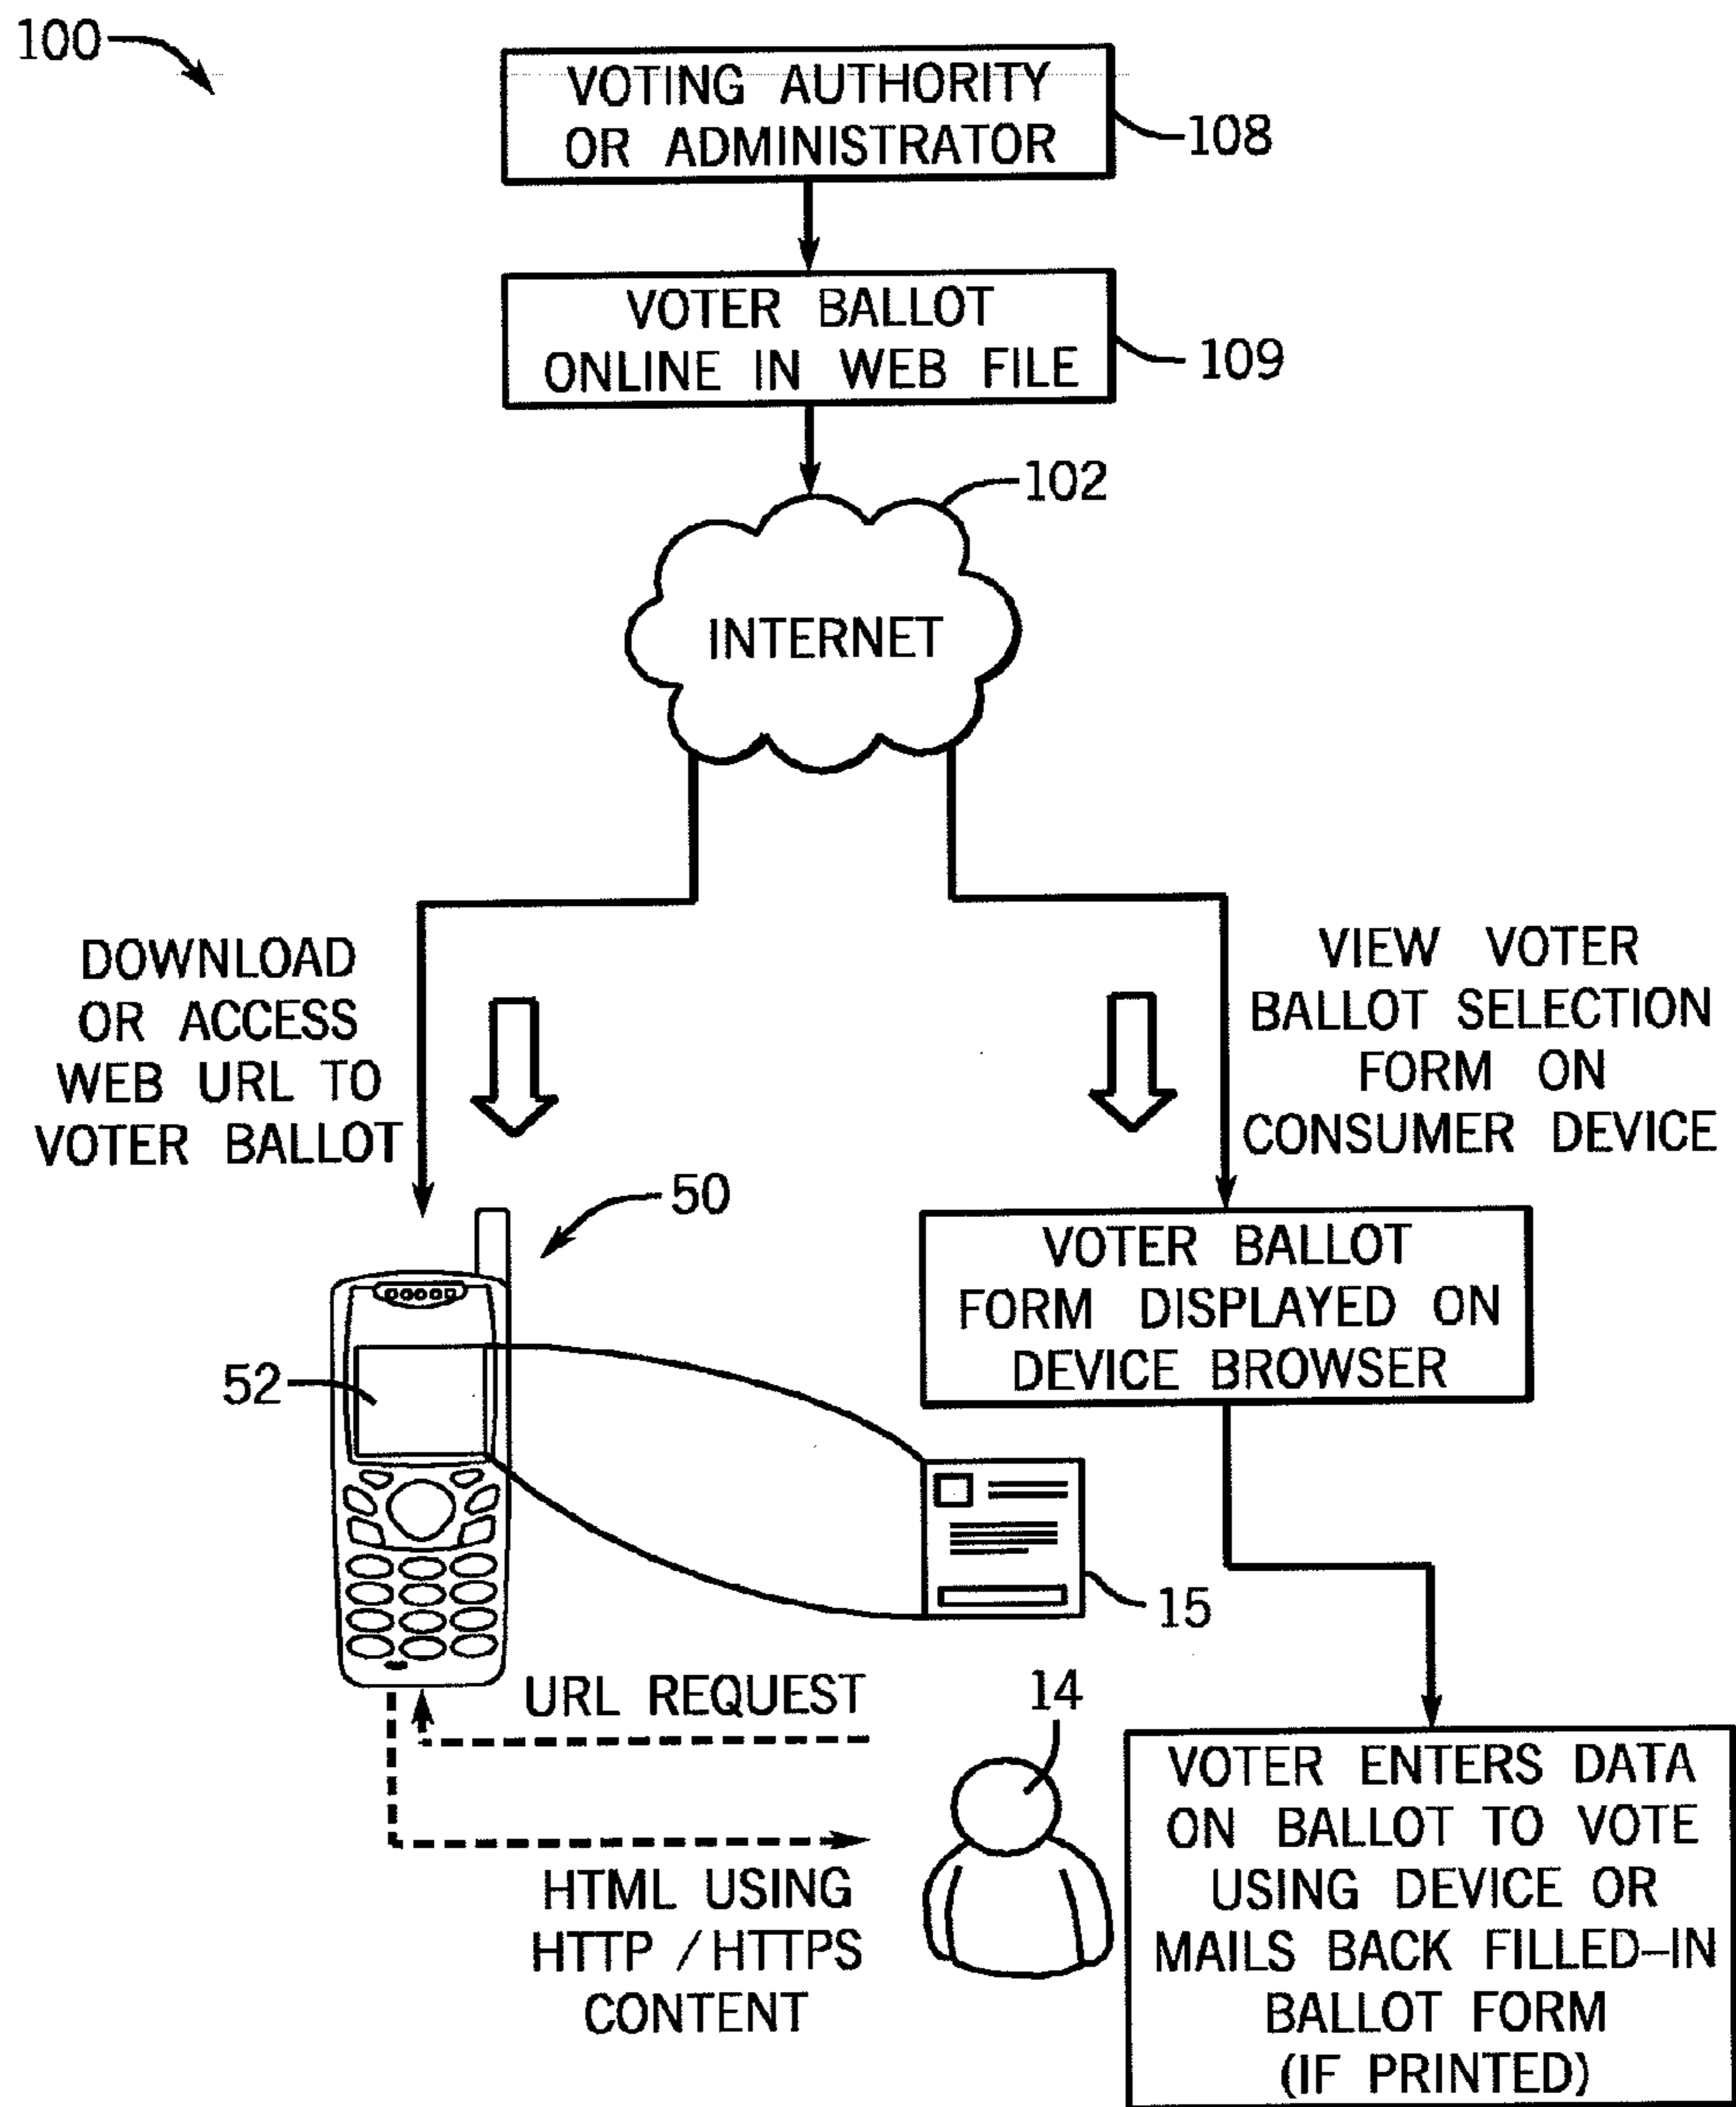 100
VOTING AUTHORITY
OR ADMINISTRATOR
108
VOTER BALLOT
ONLINE IN WEB FILE
109
102
INTERNET
DOWNLOAD
OR ACCESS
WEB URL TO
VOTER BALLOT
VIEW VOTER
BALLOT SELECTION
FORM ON
CONSUMER DEVICE
50
52
VOTER BALLOT
FORM DISPLAYED ON
DEVICE BROWSER
15
URL REQUEST
14
HTML USING
HTTP / HTTPS
CONTENT
VOTER ENTERS DATA
ON BALLOT TO VOTE
USING DEVICE OR
MAILS BACK FILLED-IN
BALLOT FORM
(IF PRINTED)